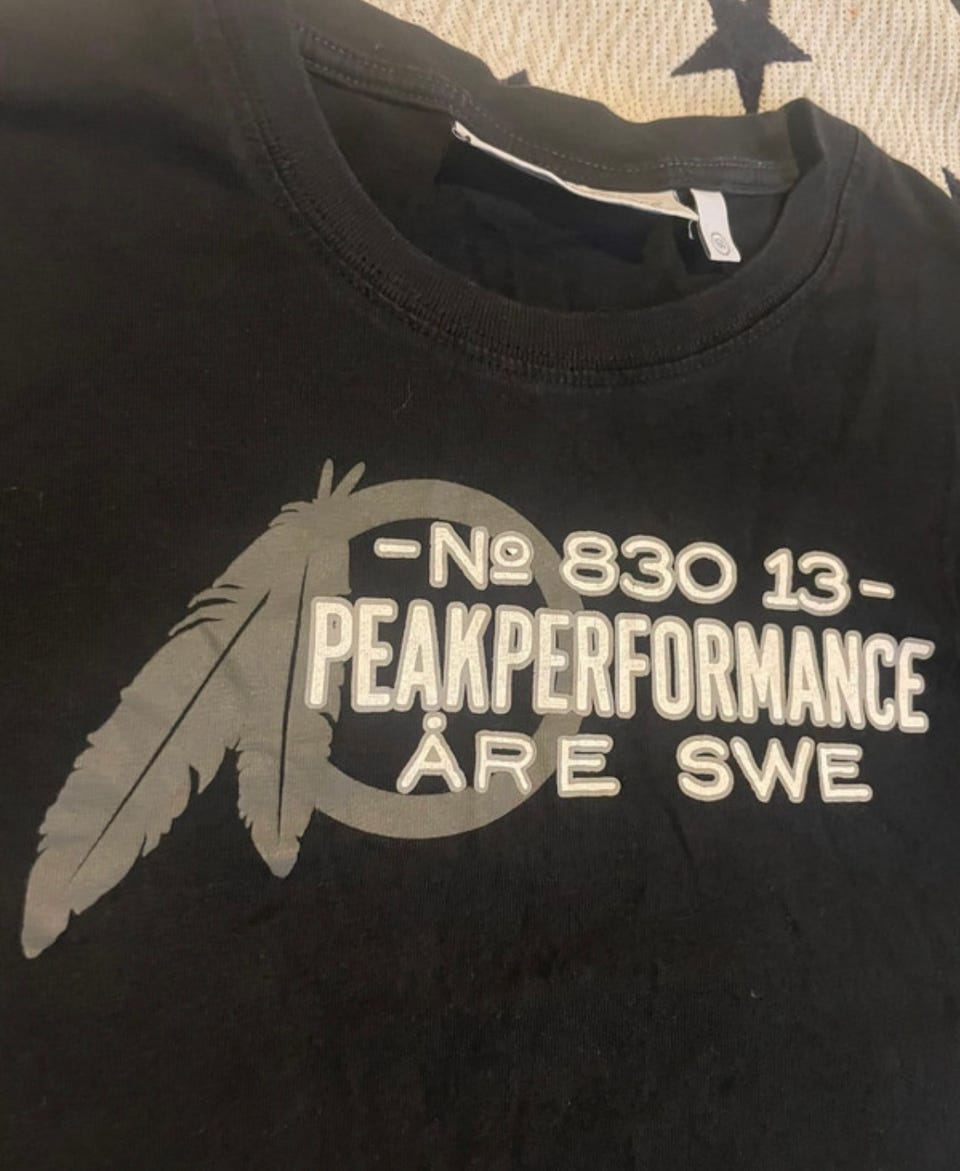 -Nº 830 13-
PEAKPERFORMANCE
ÅRE SWE